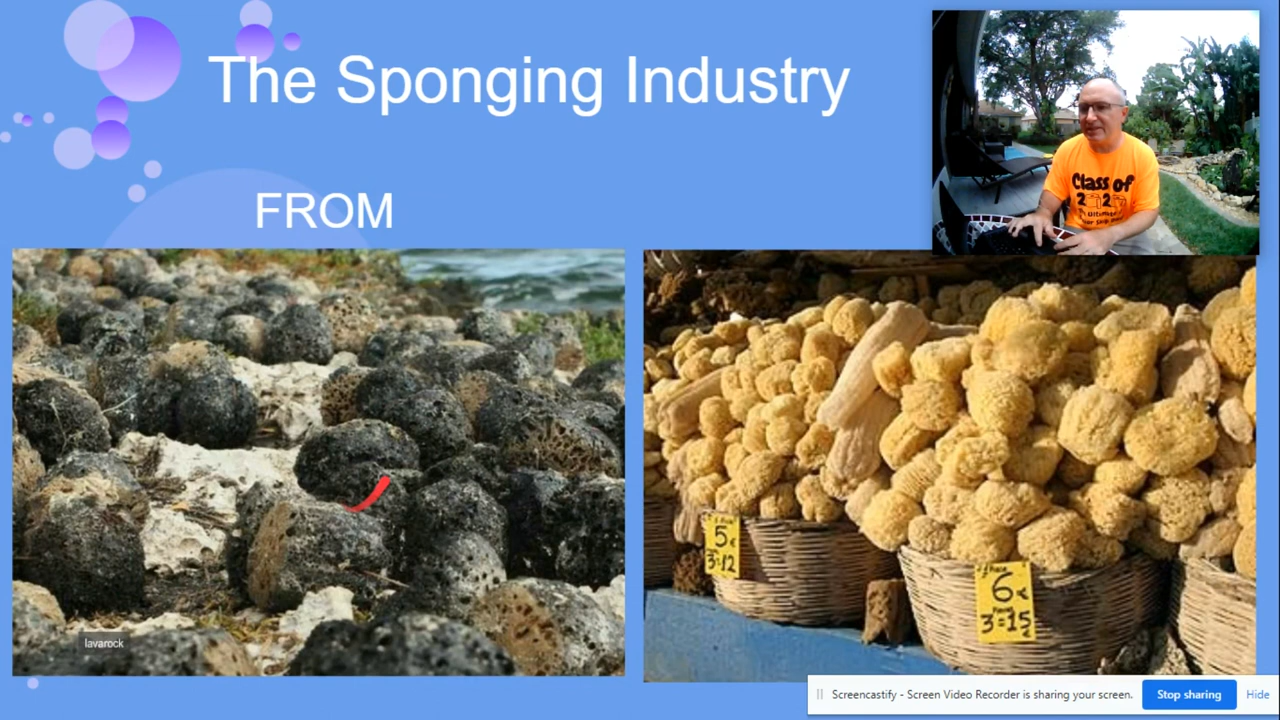 The Sponging Industry
FROM
Class of
lavarock
5€
3=12
6€
3
=15
Screencastify - Screen Video Recorder is sharing your screen.
Stop sharing
Hide